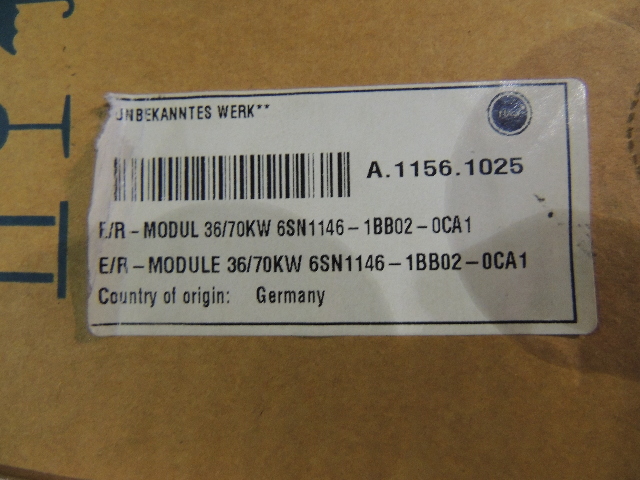 UNBEKANNTES WERK**
A.1156.1025
E/R - MODUL 36/70KW 6SN1146-1BB02-0CA1
E/R - MODULE 36/70KW 6SN1146-1BB02-0CA1
Country of origin: Germany